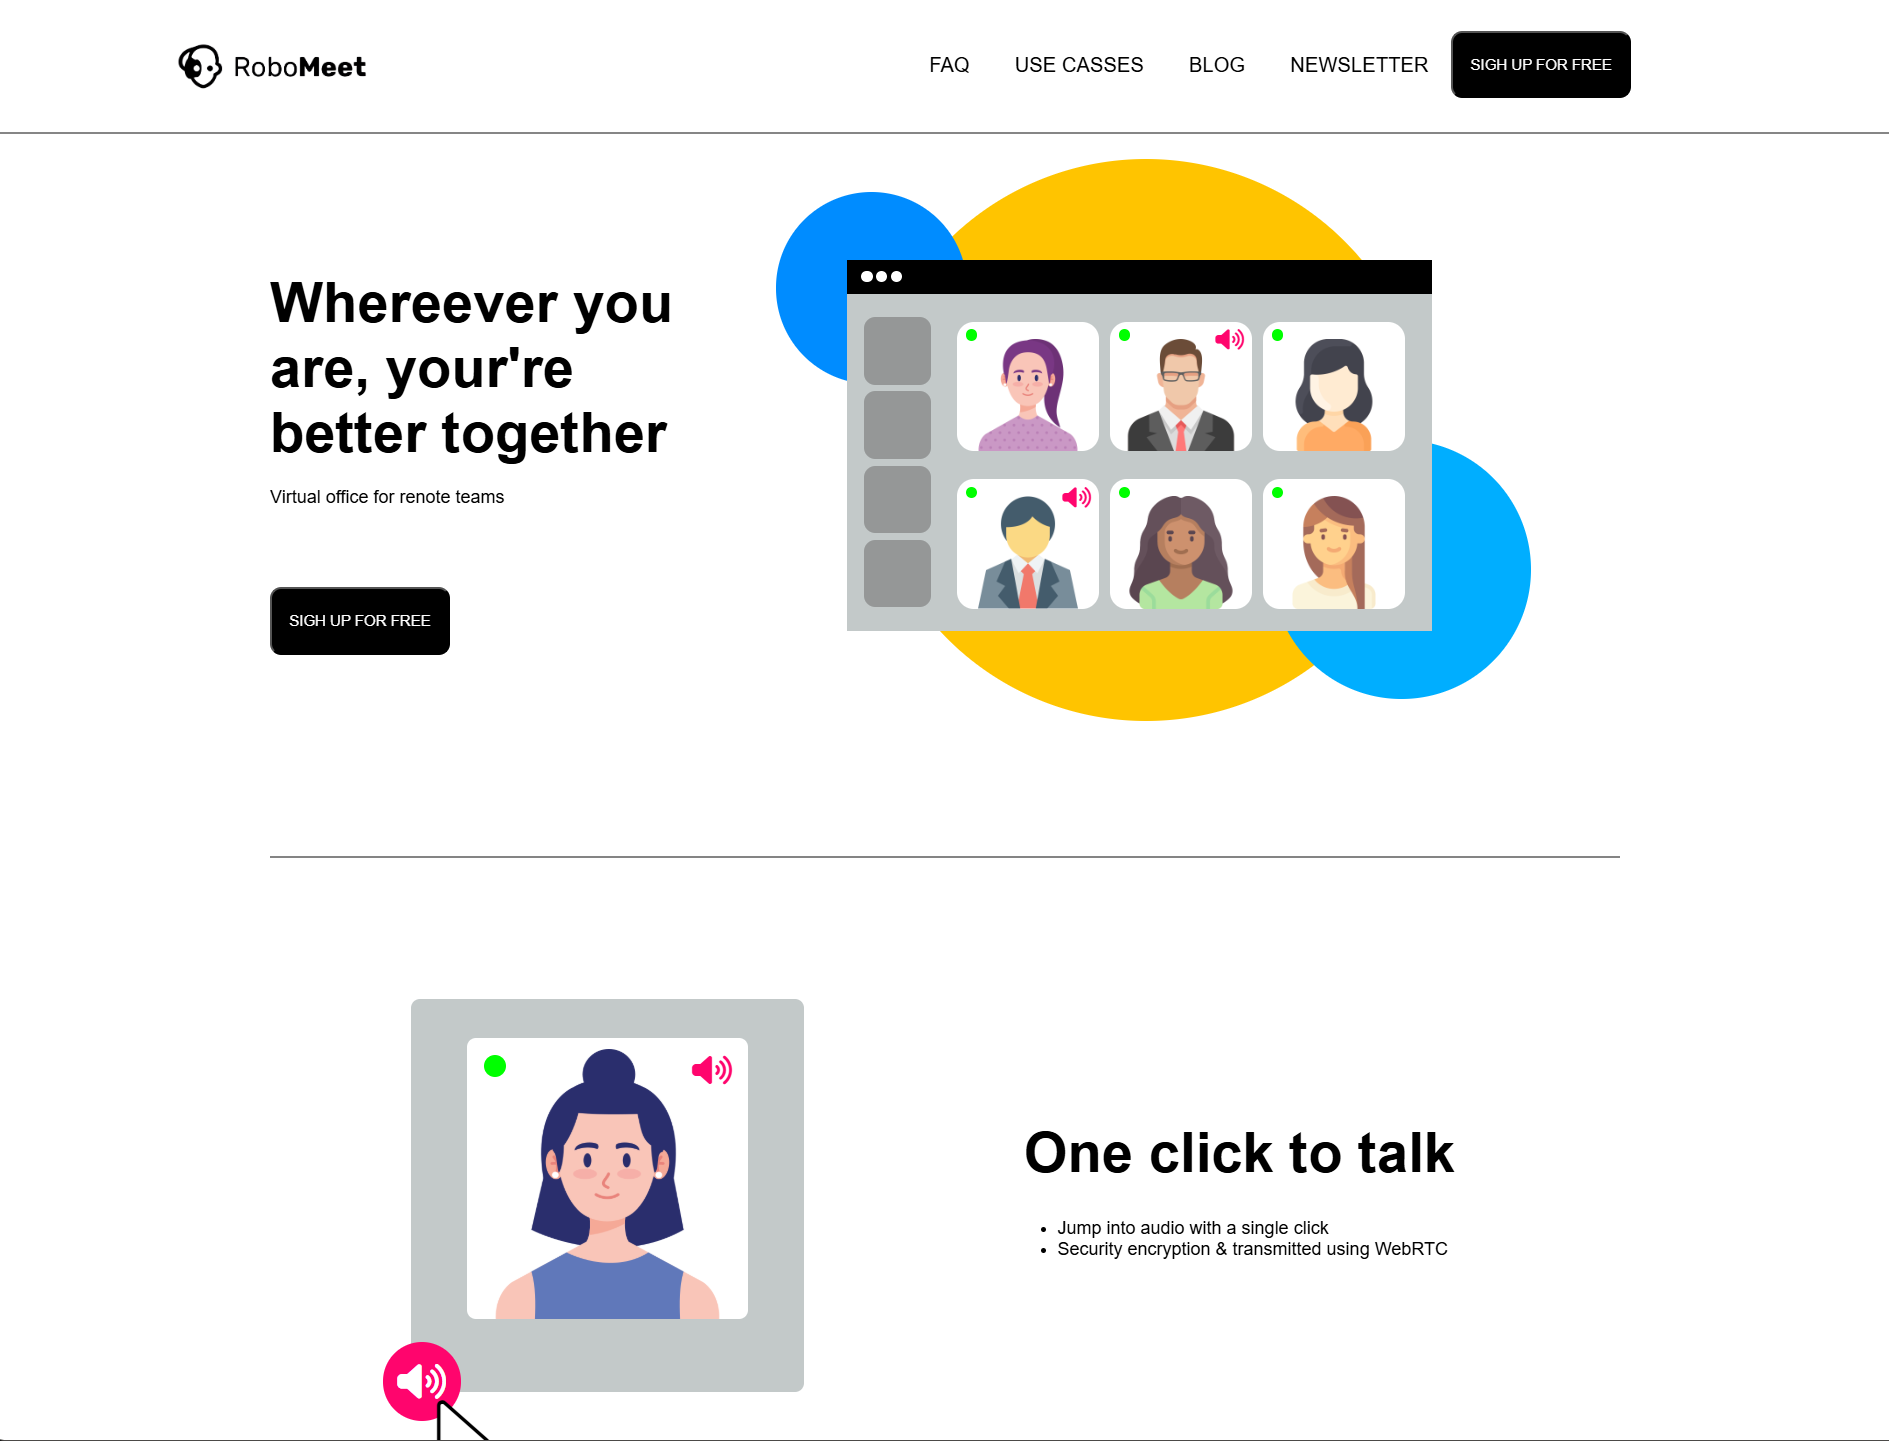 RoboMeet
FAQ
USE CASSES
BLOG
NEWSLETTER
SIGH UP FOR FREE
Whereever you
are, your're
better together
Virtual office for renote teams
SIGH UP FOR FREE
One click to talk
Jump into audio with a single click
Security encryption & transmitted using WebRTC